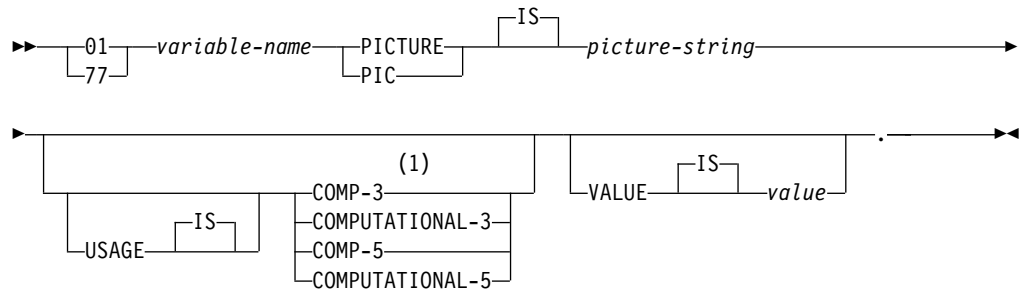 IS
01 variable-name PICTURE picture-string
77 PIC
(1)
COMP-3 IS
COMPUTATIONAL-3 VALUE value .
IS COMP-5
USAGE COMPUTATIONAL-5